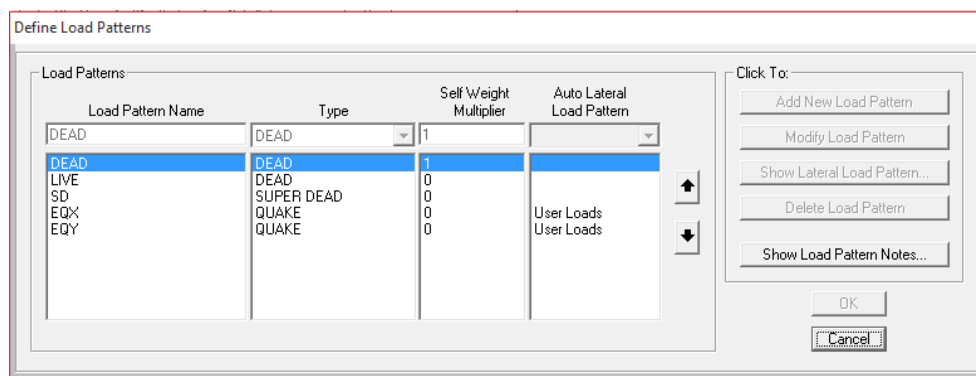 Define Load Patterns
Load Patterns
Load Pattern Name Type Self Weight Multiplier Auto Lateral Load Pattern
DEAD DEAD 1
DEAD DEAD 1
LIVE DEAD 0
SD SUPER DEAD 0
EQX QUAKE 0 User Loads
EQY QUAKE 0 User Loads
Click To:
Add New Load Pattern
Modify Load Pattern
Show Lateral Load Pattern...
Delete Load Pattern
Show Load Pattern Notes...
OK
Cancel